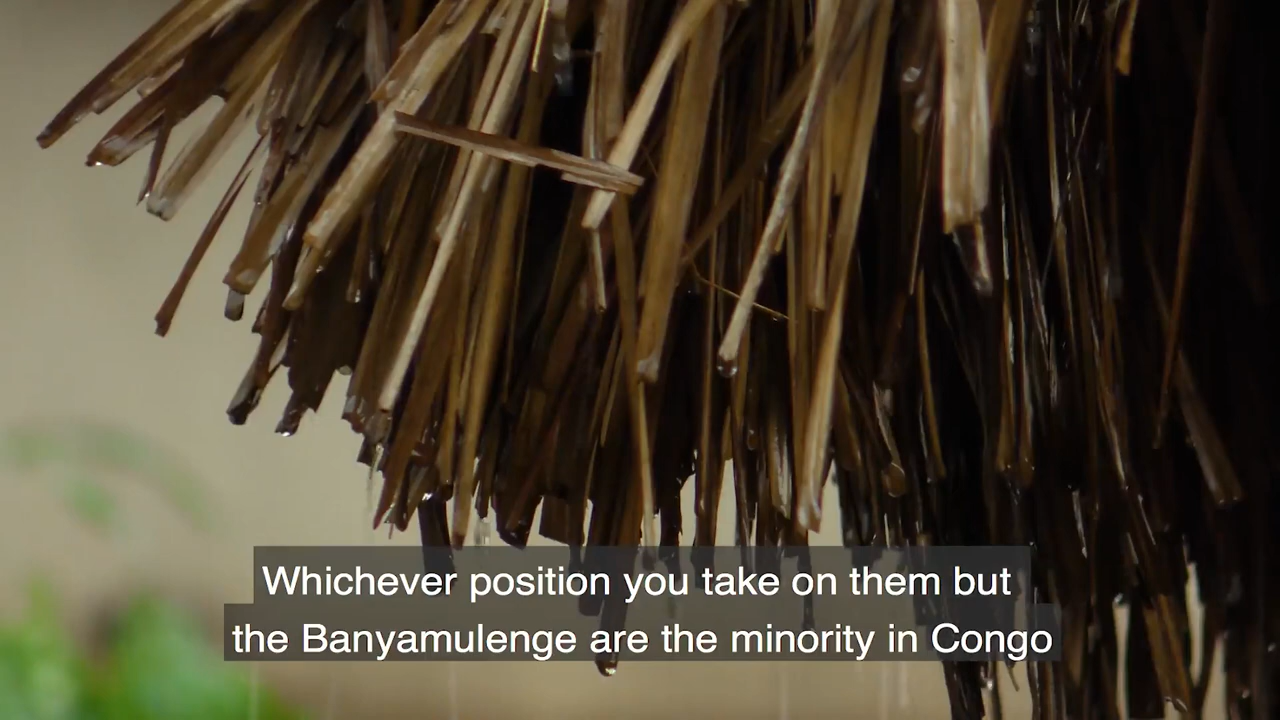 Whichever position you take on them but
the Banyamulenge are the minority in Congo